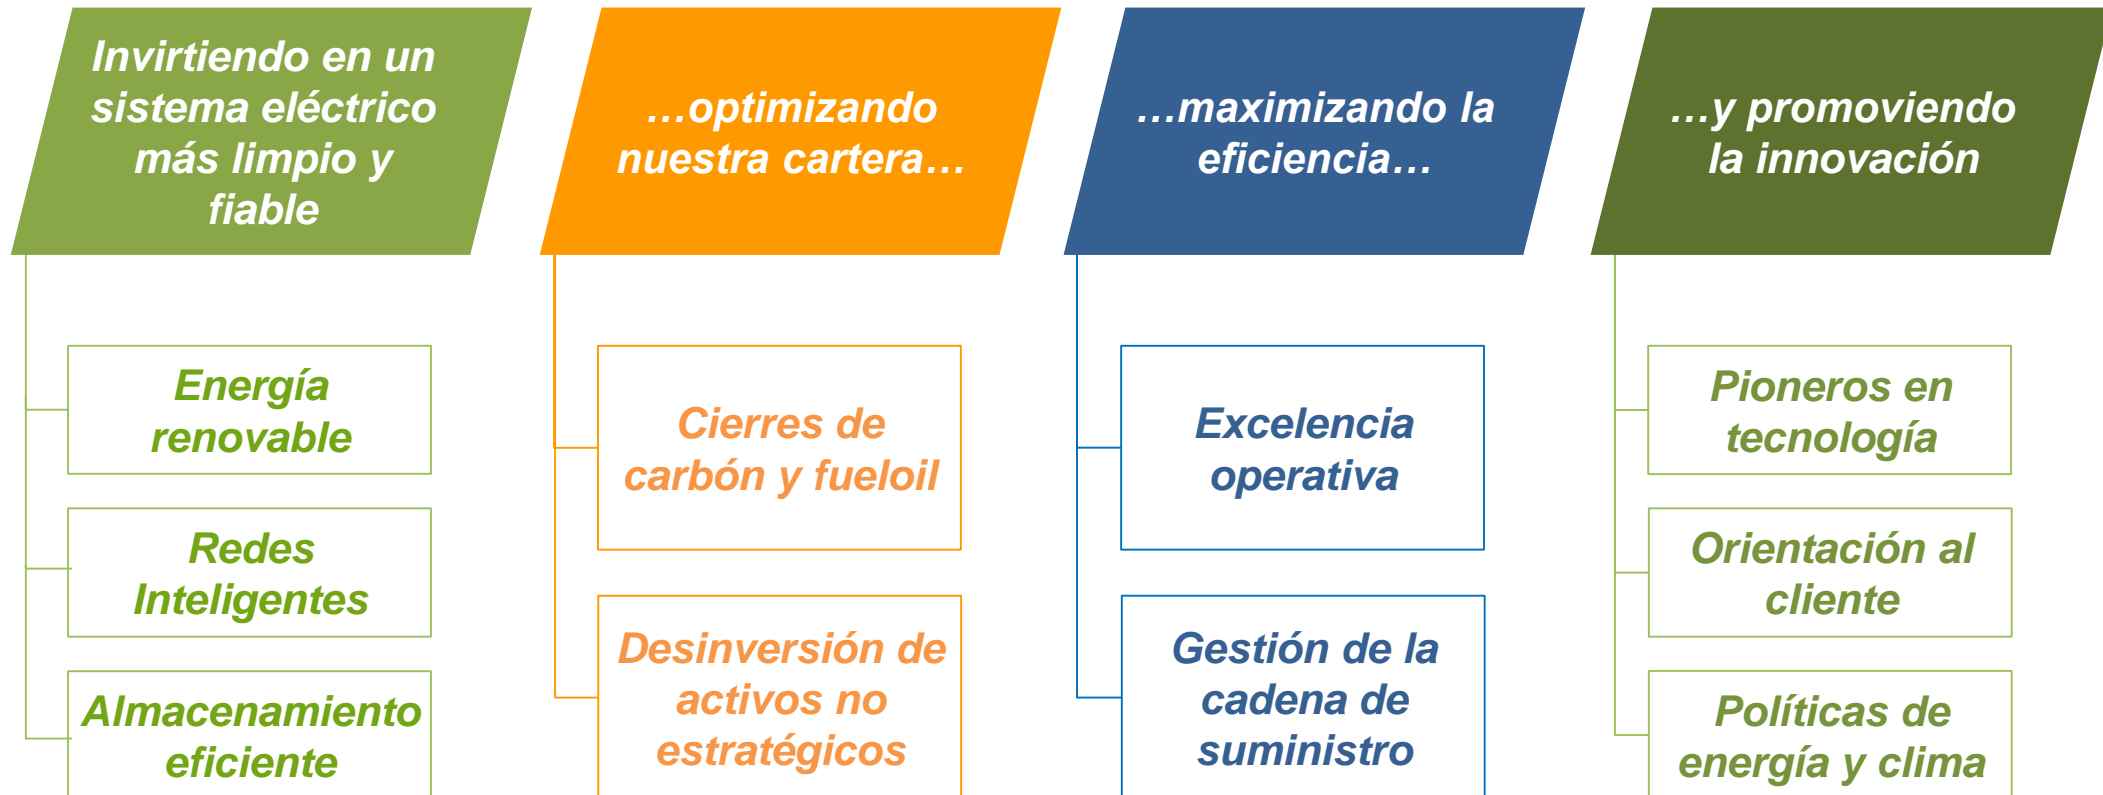 Invirtiendo en un
sistema eléctrico
más limpio y
fiable
Energía
renovable
Redes
Inteligentes
Almacenamiento
eficiente
…optimizando
nuestra cartera…
Cierres de
carbón y fueloil
Desinversión de
activos no
estratégicos
…maximizando la
eficiencia…
Excelencia
operativa
Gestión de la
cadena de
suministro
…y promoviendo
la innovación
Pioneros en
tecnología
Orientación al
cliente
Políticas de
energía y clima